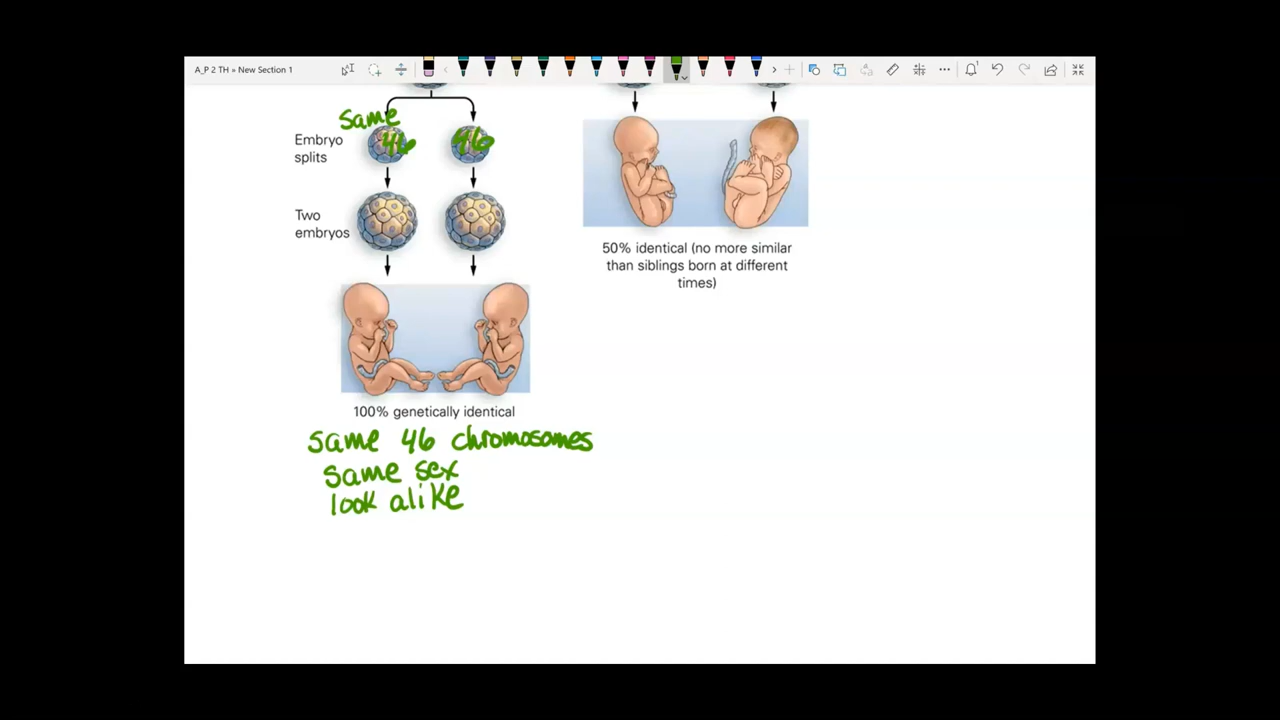 A_P 2 TH » New Section 1
same
46
46
Embryo
splits
Two
embryos
100% genetically identical
same 46 chromosomes
same sex
look alike
50% identical (no more similar
than siblings born at different
times)